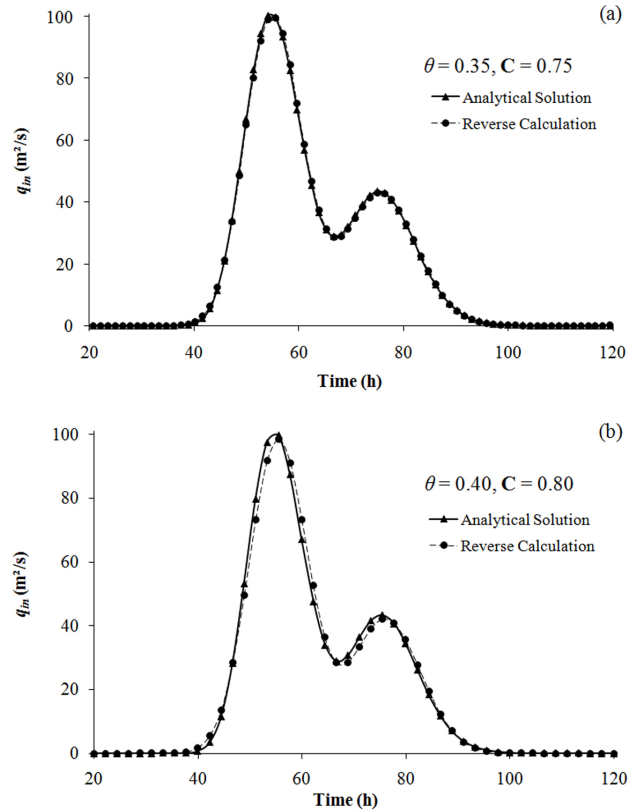 (a)
100
80
60
40
20
0
q_in (m²/s)
θ = 0.35, C = 0.75
Analytical Solution
Reverse Calculation
20 40 60 80 100 120
Time (h)
(b)
100
80
60
40
20
0
q_in (m²/s)
θ = 0.40, C = 0.80
Analytical Solution
Reverse Calculation
20 40 60 80 100 120
Time (h)